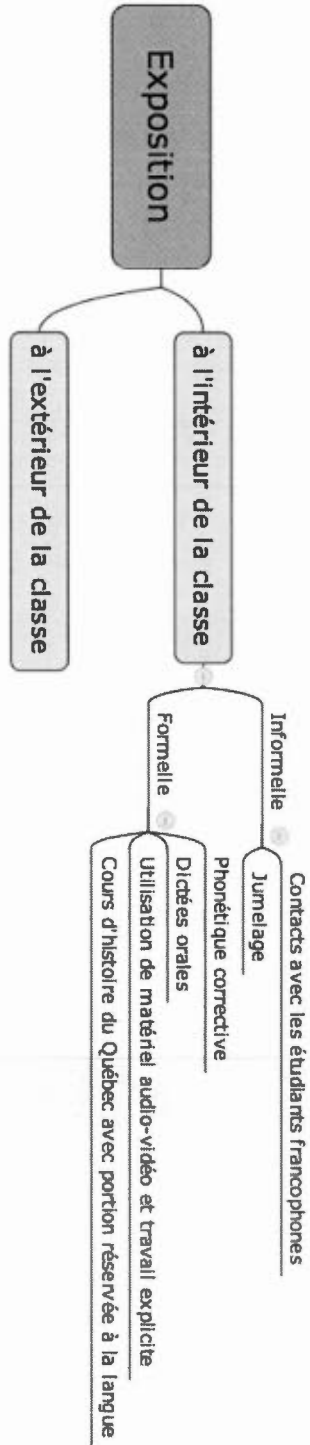 Exposition
à l'intérieur de la classe
Informelle
Contacts avec les étudiants francophones
Jumelage
Formelle
Phonétique corrective
Dictées orales
Utilisation de matériel audio-vidéo et travail explicite
Cours d'histoire du Québec avec portion réservée à la langue
à l'extérieur de la classe